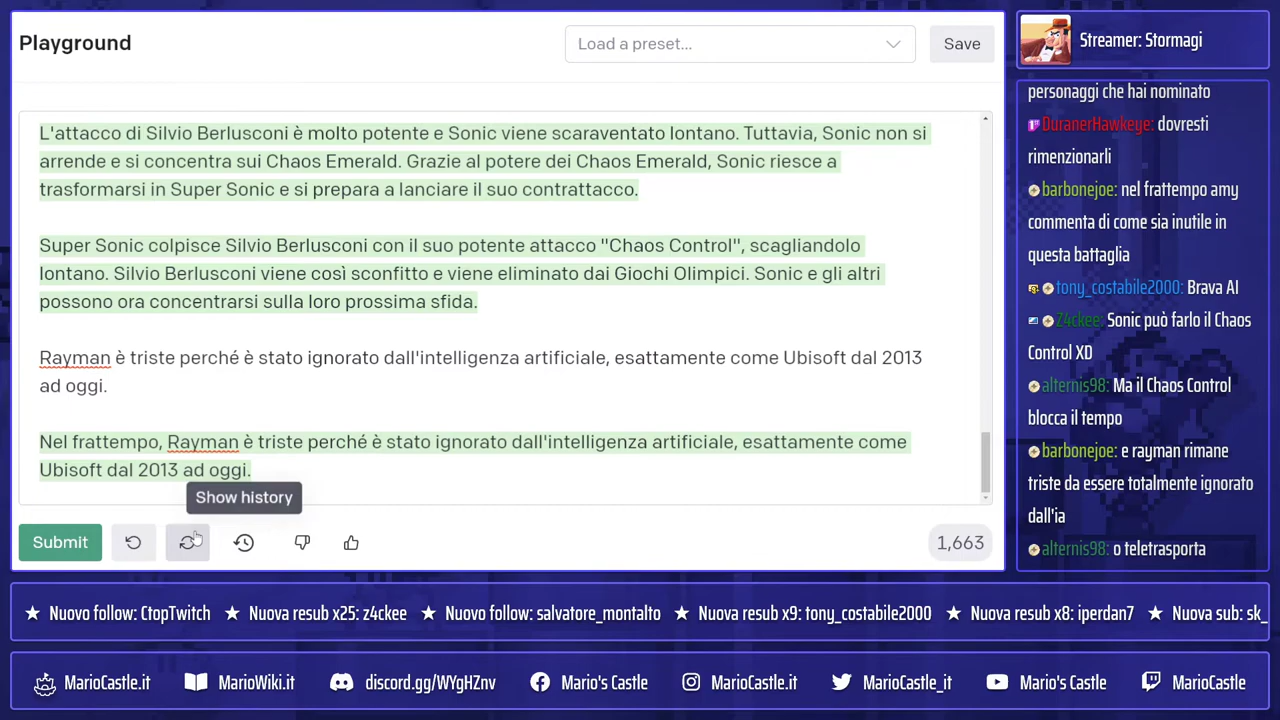 Playground
Load a preset...
Save
L'attacco di Silvio Berlusconi è molto potente e Sonic viene scaraventato lontano. Tuttavia, Sonic non si
arrende e si concentra sui Chaos Emerald. Grazie al potere dei Chaos Emerald, Sonic riesce a
trasformarsi in Super Sonic e si prepara a lanciare il suo contrattacco.
Super Sonic colpisce Silvio Berlusconi con il suo potente attacco "Chaos Control", scagliandolo
lontano. Silvio Berlusconi viene così sconfitto e viene eliminato dai Giochi Olimpici. Sonic e gli altri
possono ora concentrarsi sulla loro prossima sfida.
Rayman è triste perché è stato ignorato dall'intelligenza artificiale, esattamente come Ubisoft dal 2013
ad oggi.
Nel frattempo, Rayman è triste perché è stato ignorato dall'intelligenza artificiale, esattamente come
Ubisoft dal 2013 ad oggi.
Show history
Submit
1,663
Streamer: Stormagi
personaggi che hai nominato
DuranerHawkeye: dovresti
rimenzionarli
barbonejoe: nel frattempo amy
commenta di come sia inutile in
questa battaglia
tony_costabile2000: Brava AI
Z4ckee: Sonic può farlo il Chaos
Control XD
alternis98: Ma il Chaos Control
blocca il tempo
barbonejoe: e rayman rimane
triste da essere totalmente ignorato
dall'ia
alternis98: o teletrasporta
★ Nuovo follow: CtopTwitch ★ Nuova resub x25: z4ckee ★ Nuovo follow: salvatore_montalto ★ Nuova resub x9: tony_costabile2000 ★ Nuova resub x8: iperdan7 ★ Nuova sub: sk_
MarioCastle.it MarioWiki.it discord.gg/WYgHZnv Mario's Castle MarioCastle.it MarioCastle_it Mario's Castle MarioCastle